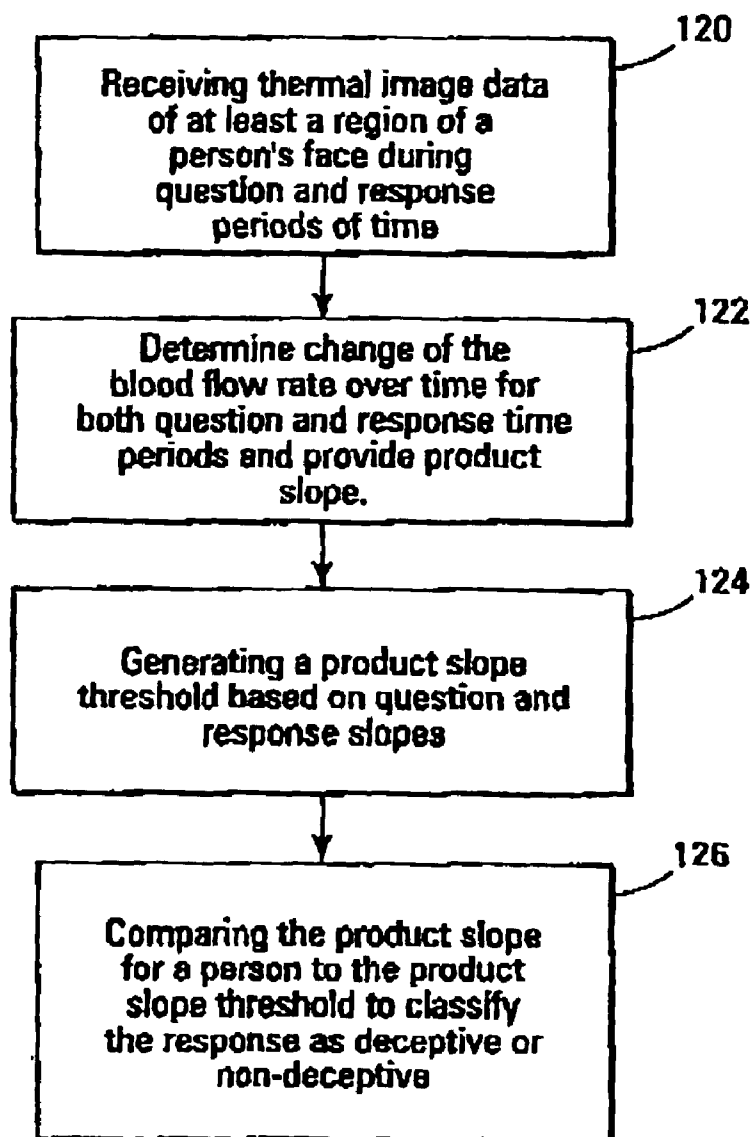 120
Receiving thermal image data
of at least a region of a
person's face during
question and response
periods of time
122
Determine change of the
blood flow rate over time for
both question and response time
periods and provide product
slope.
124
Generating a product slope
threshold based on question and
response slopes
126
Comparing the product slope
for a person to the product
slope threshold to classify
the response as deceptive or
non-deceptive